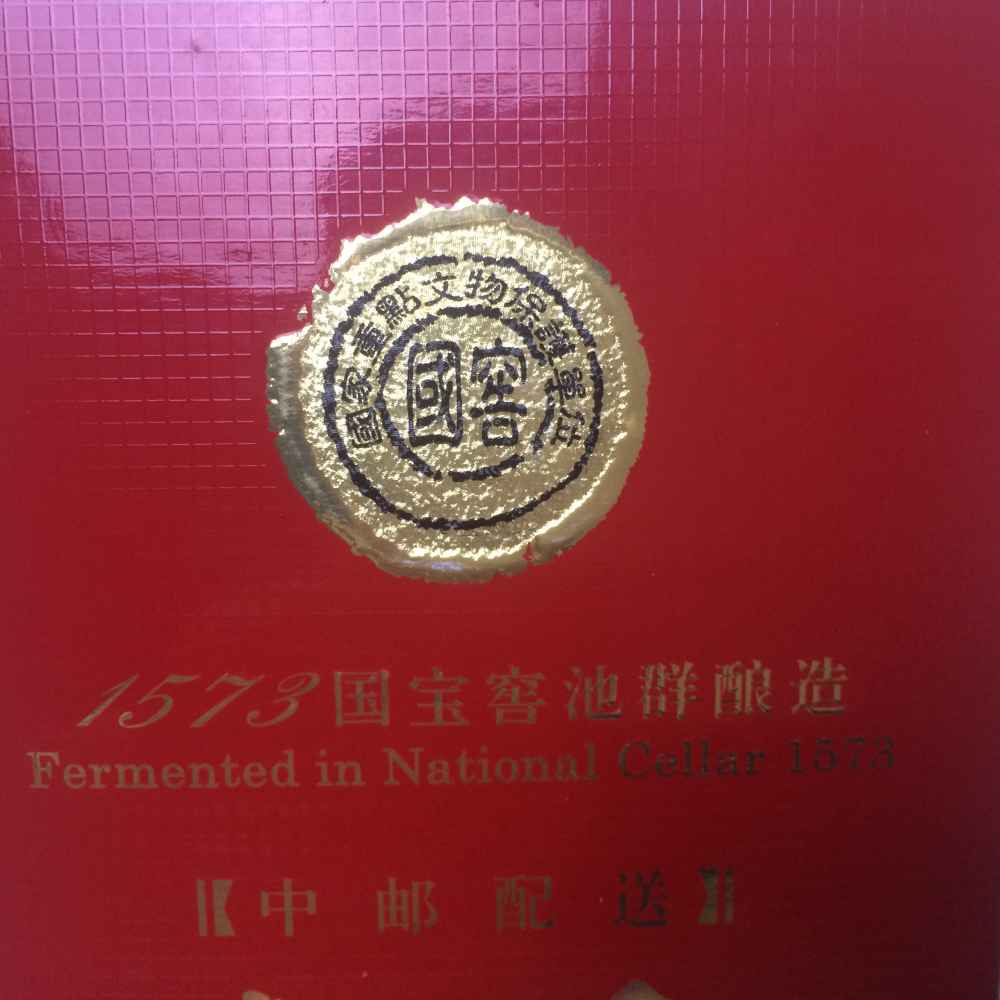 國家重點文物保護單位
國窖
1573国宝窖池群酿造
Fermented in National Cellar 1573
【中邮配送】